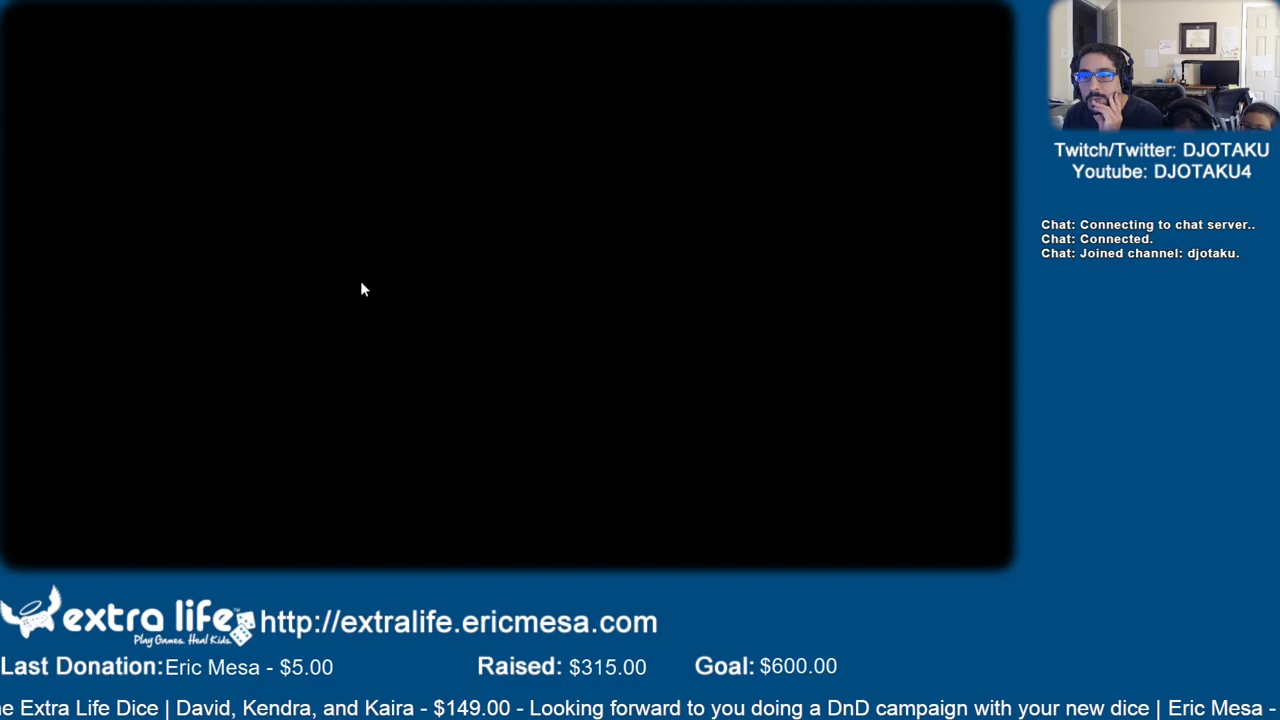 Twitch/Twitter: DJOTAKU
Youtube: DJOTAKU4
Chat: Connecting to chat server..
Chat: Connected.
Chat: Joined channel: djotaku.
extra life
Play Games. Heal Kids.
http://extralife.ericmesa.com
Last Donation: Eric Mesa - $5.00 Raised: $315.00 Goal: $600.00
e Extra Life Dice | David, Kendra, and Kaira - $149.00 - Looking forward to you doing a DnD campaign with your new dice | Eric Mesa -